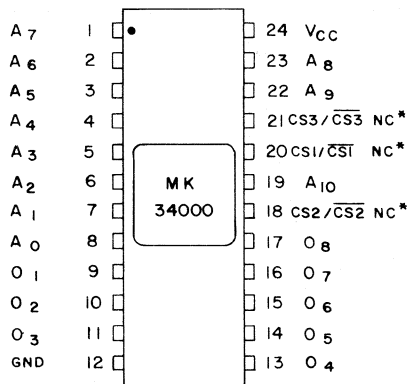 A7 1 24 VCC
A6 2 23 A8
A5 3 22 A9
A4 4 21 CS3/CS3 NC*
A3 5 20 CS1/CS1 NC*
A2 6 MK 19 A10
A1 7 34000 18 CS2/CS2 NC*
A0 8 17 O8
O1 9 16 O7
O2 10 15 O6
O3 11 14 O5
GND 12 13 O4